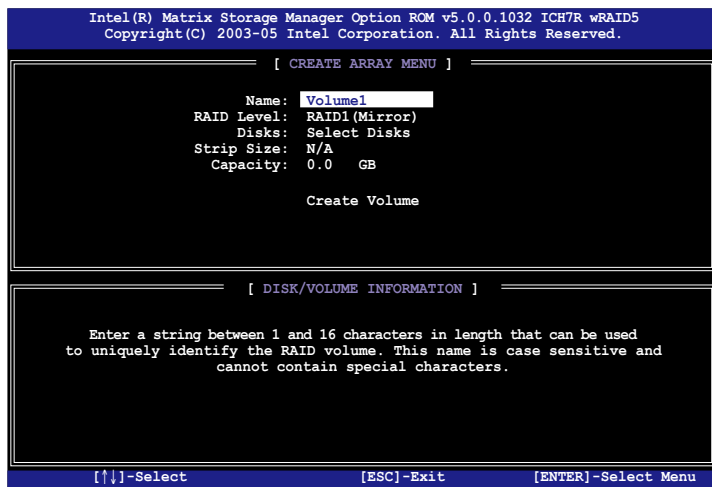 Intel(R) Matrix Storage Manager Option ROM v5.0.0.1032 ICH7R wRAID5
Copyright(C) 2003-05 Intel Corporation. All Rights Reserved.
[ CREATE ARRAY MENU ]
Name: Volume1
RAID Level: RAID1(Mirror)
Disks: Select Disks
Strip Size: N/A
Capacity: 0.0 GB
Create Volume
[ DISK/VOLUME INFORMATION ]
Enter a string between 1 and 16 characters in length that can be used
to uniquely identify the RAID volume. This name is case sensitive and
cannot contain special characters.
[↑↓]-Select [ESC]-Exit [ENTER]-Select Menu